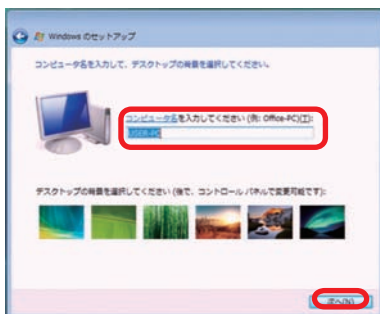 Windows のセットアップ
コンピュータ名を入力して、デスクトップの背景を選択してください。
コンピュータ名を入力してください (例: Office-PC)(T):
USER-PC
デスクトップの背景を選択してください (後で、コントロール パネルで変更可能です):
次へ(N)